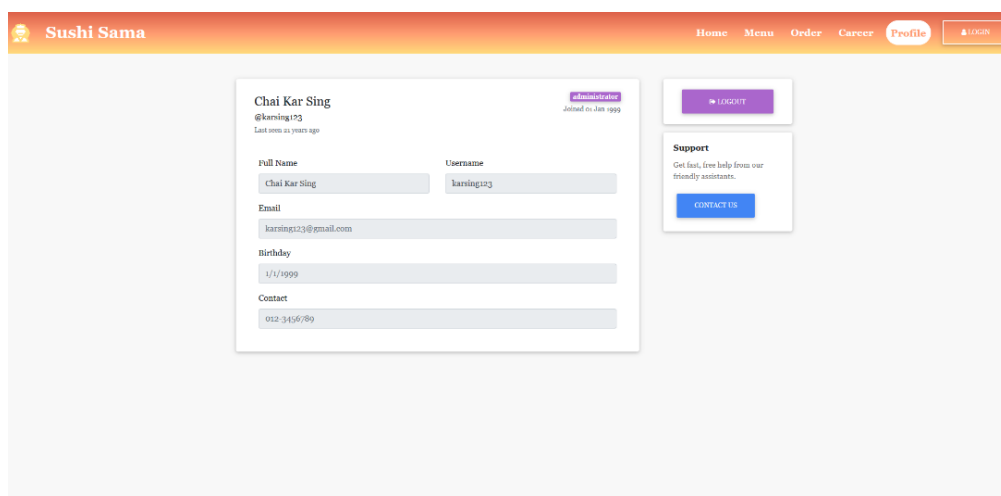 Sushi Sama
Home Menu Order Career Profile LOGIN
Chai Kar Sing
administrator
@karsing123
Joined 01 Jan 1999
Last seen 21 years ago
Full Name
Username
Chai Kar Sing
karsing123
Email
karsing123@gmail.com
Birthday
1/1/1999
Contact
012-3456789
LOGOUT
Support
Get fast, free help from our
friendly assistants.
CONTACT US